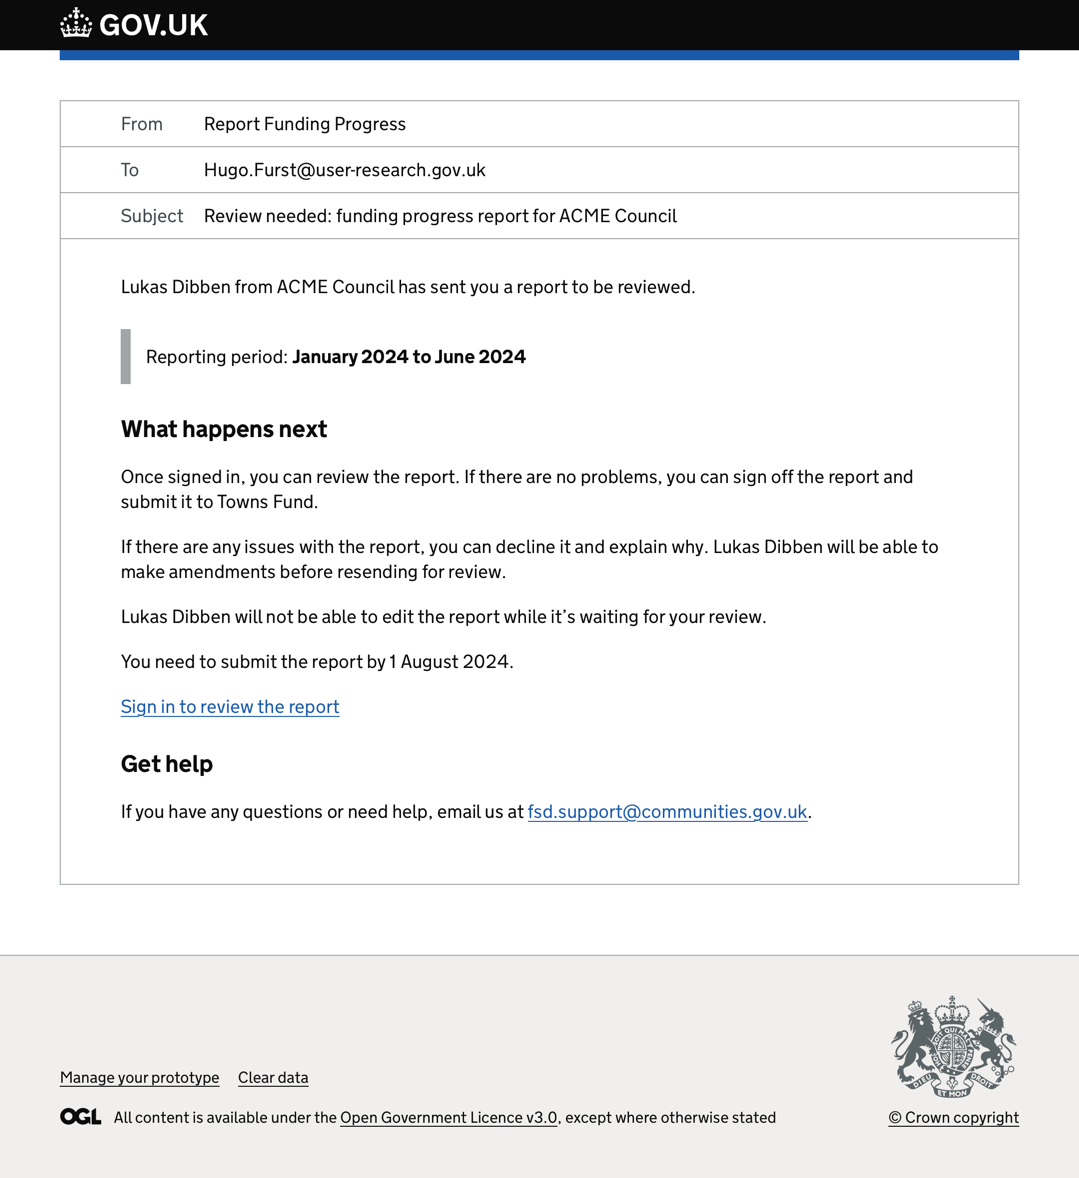 GOV.UK
From Report Funding Progress
To Hugo.Furst@user-research.gov.uk
Subject Review needed: funding progress report for ACME Council
Lukas Dibben from ACME Council has sent you a report to be reviewed.
Reporting period: January 2024 to June 2024
What happens next
Once signed in, you can review the report. If there are no problems, you can sign off the report and
submit it to Towns Fund.
If there are any issues with the report, you can decline it and explain why. Lukas Dibben will be able to
make amendments before resending for review.
Lukas Dibben will not be able to edit the report while it’s waiting for your review.
You need to submit the report by 1 August 2024.
Sign in to review the report
Get help
If you have any questions or need help, email us at fsd.support@communities.gov.uk.
Manage your prototype Clear data
OGL All content is available under the Open Government Licence v3.0, except where otherwise stated
DIEU ET MON DROIT
© Crown copyright